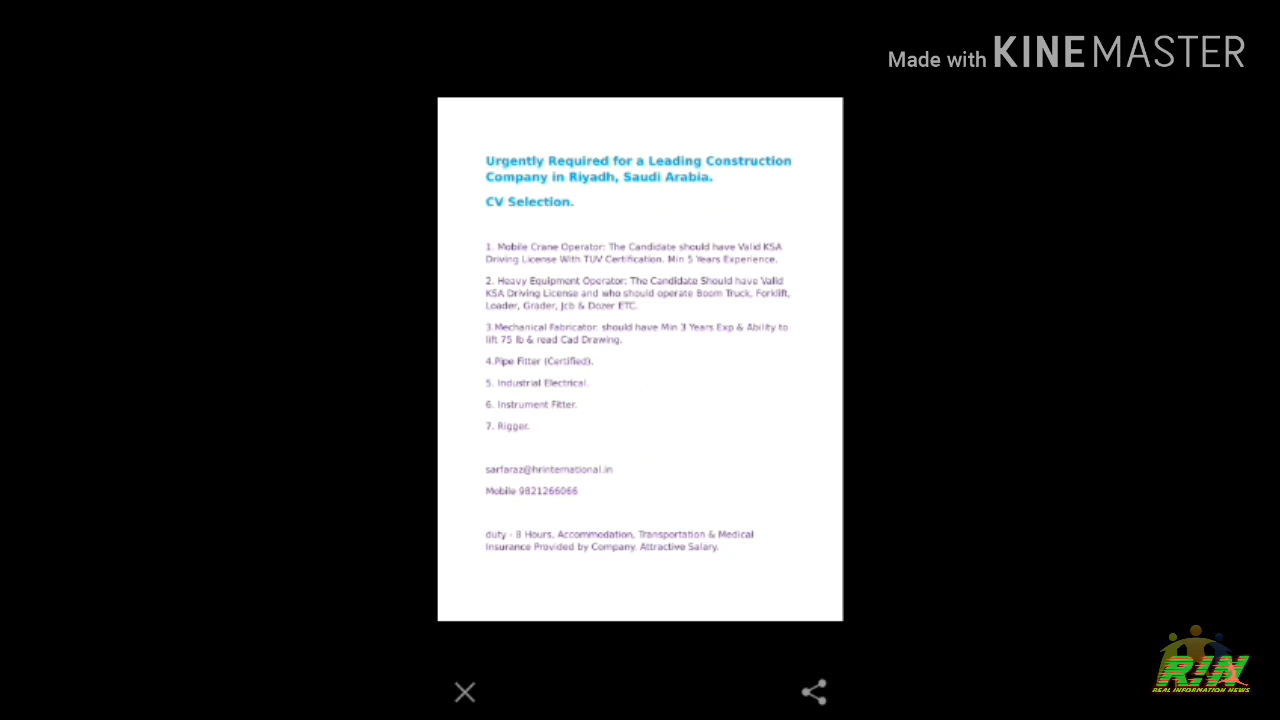 Made with KINEMASTER
Urgently Required for a Leading Construction
Company in Riyadh, Saudi Arabia.
CV Selection.
1. Mobile Crane Operator: The Candidate should have Valid KSA
Driving License With TUV Certification. Min 5 Years Experience.
2. Heavy Equipment Operator: The Candidate Should have Valid
KSA Driving License and who should operate Boom Truck, Forklift,
Loader, Grader, Jcb & Dozer ETC.
3.Mechanical Fabricator: should have Min 3 Years Exp & Ability to
lift 75 lb & read Cad Drawing.
4.Pipe Fitter (Certified).
5. Industrial Electrical.
6. Instrument Fitter.
7. Rigger.
sarfaraz@hrinternational.in
Mobile 9821266066
duty - 8 Hours, Accommodation, Transportation & Medical
Insurance Provided by Company. Attractive Salary.
RIN
REAL INFORMATION NEWS